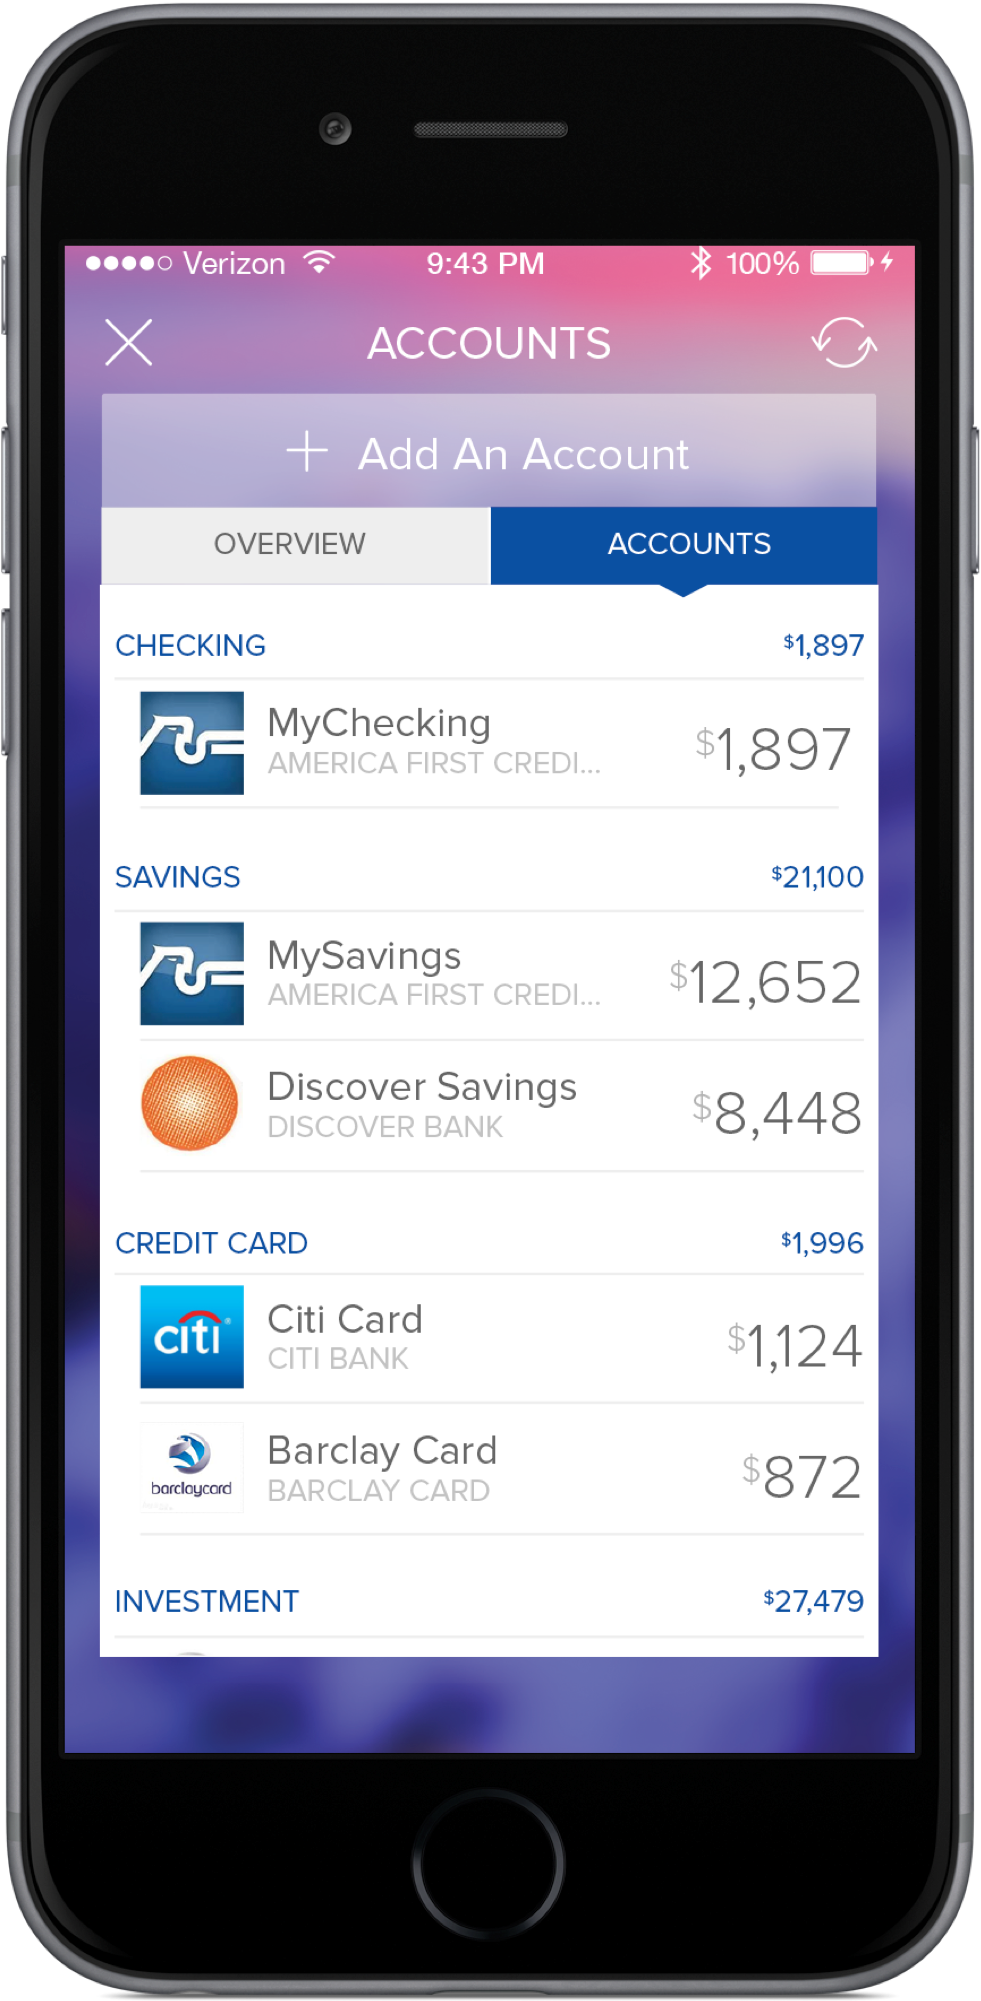 Verizon 9:43 PM 100%
ACCOUNTS
+ Add An Account
OVERVIEW ACCOUNTS
CHECKING $1,897
MyChecking
AMERICA FIRST CREDI...
$1,897
SAVINGS $21,100
MySavings
AMERICA FIRST CREDI...
$12,652
Discover Savings
DISCOVER BANK
$8,448
CREDIT CARD $1,996
citi
Citi Card
CITI BANK
$1,124
barclaycard
Barclay Card
BARCLAY CARD
$872
INVESTMENT $27,479